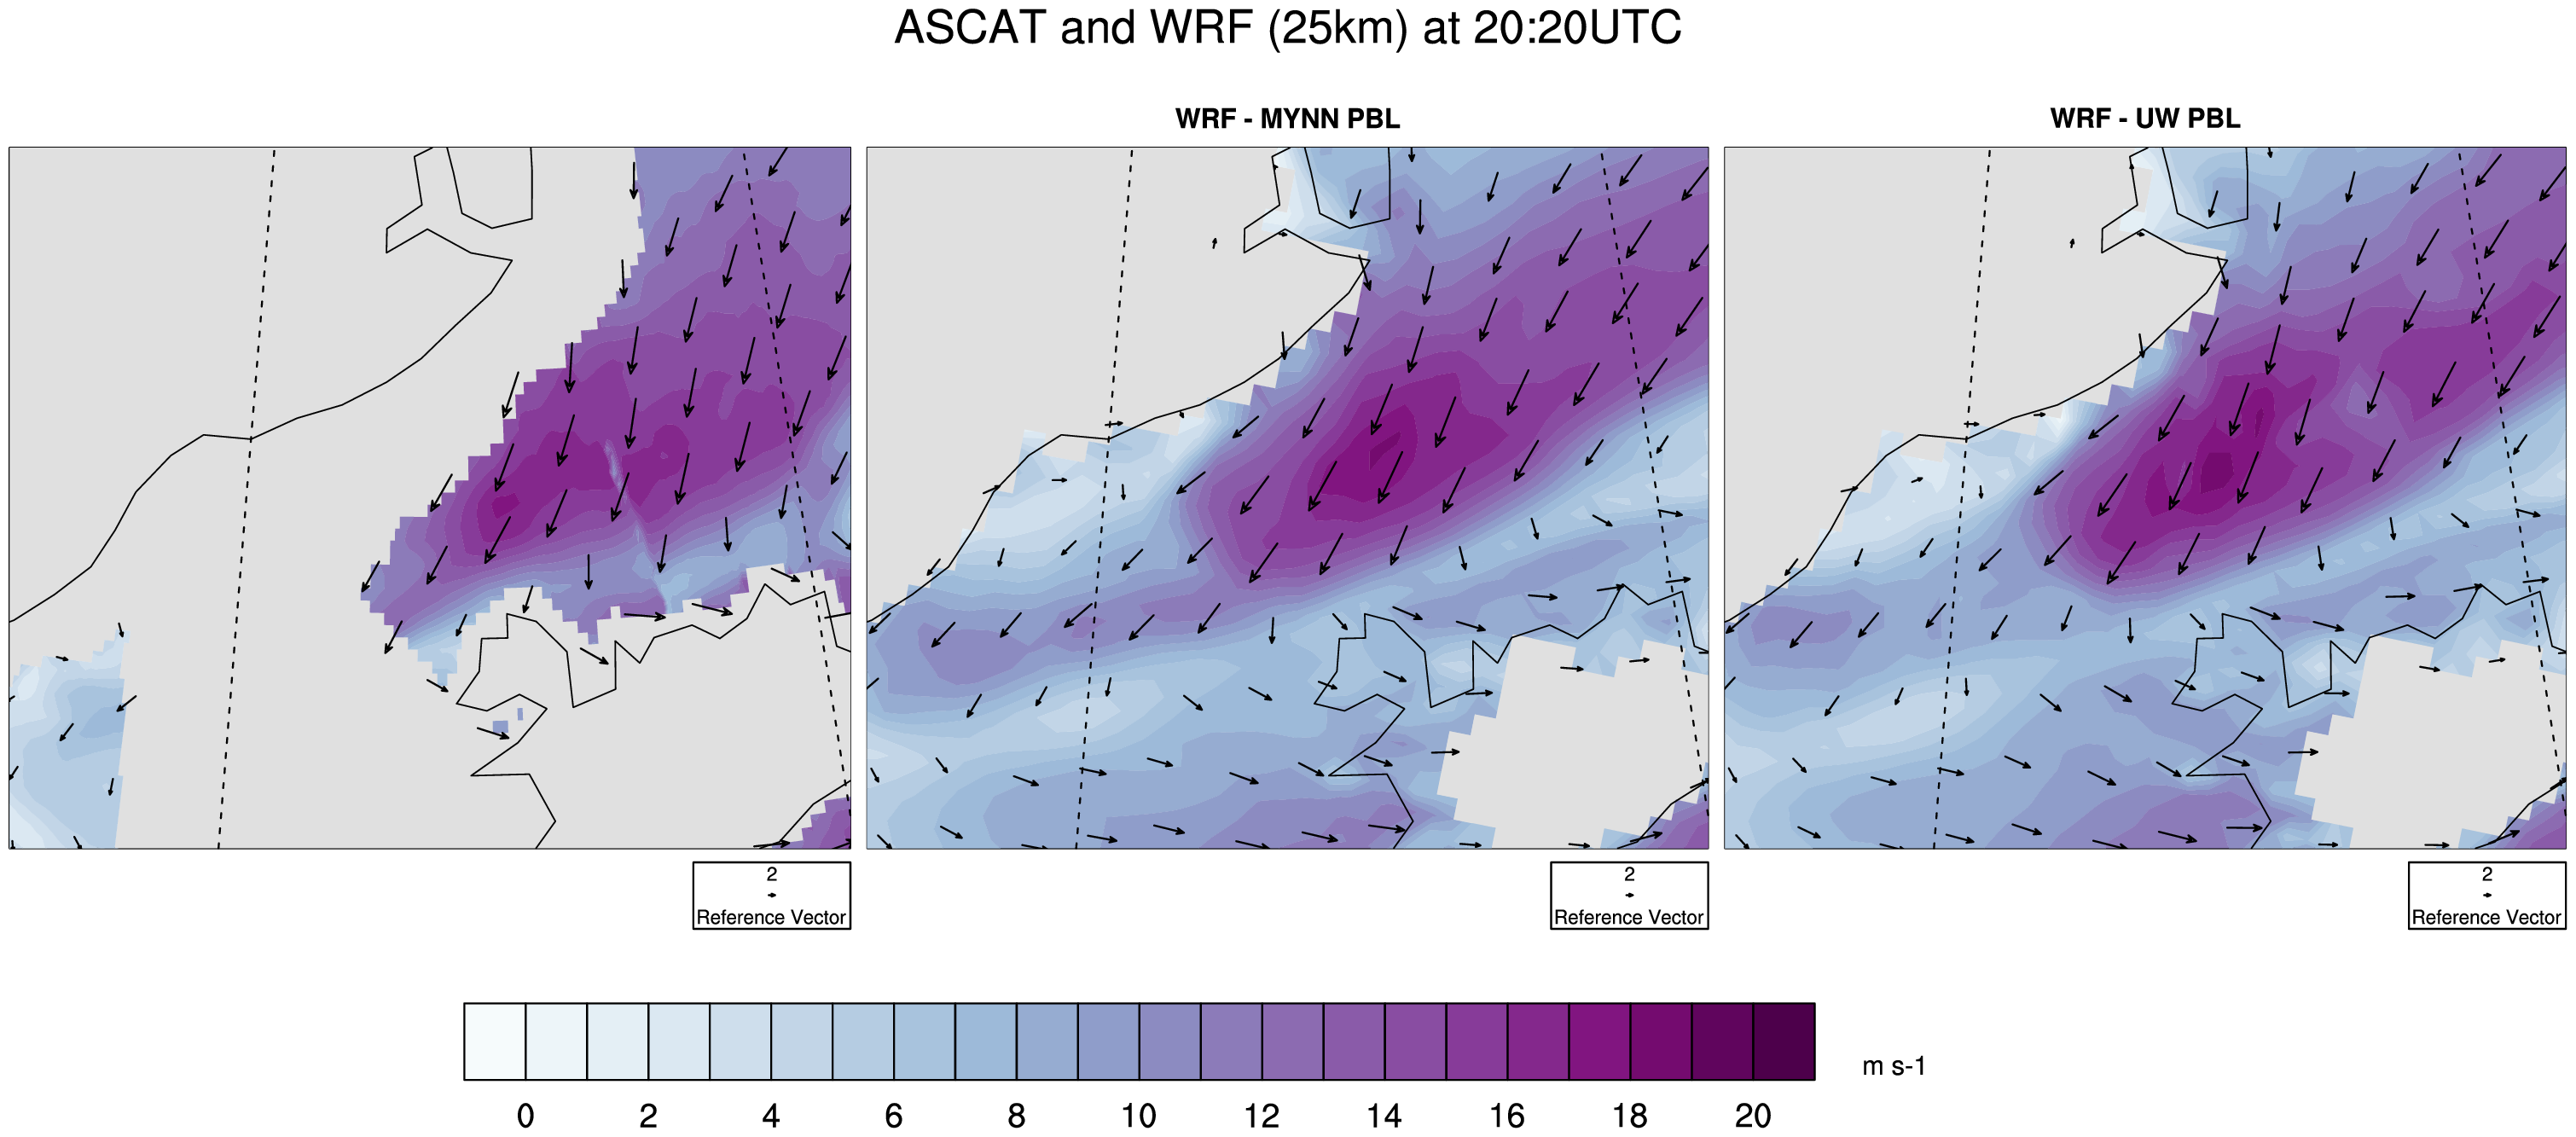 ASCAT and WRF (25km) at 20:20UTC
WRF - MYNN PBL
WRF - UW PBL
2
Reference Vector
2
Reference Vector
2
Reference Vector
m s-1
0 2 4 6 8 10 12 14 16 18 20